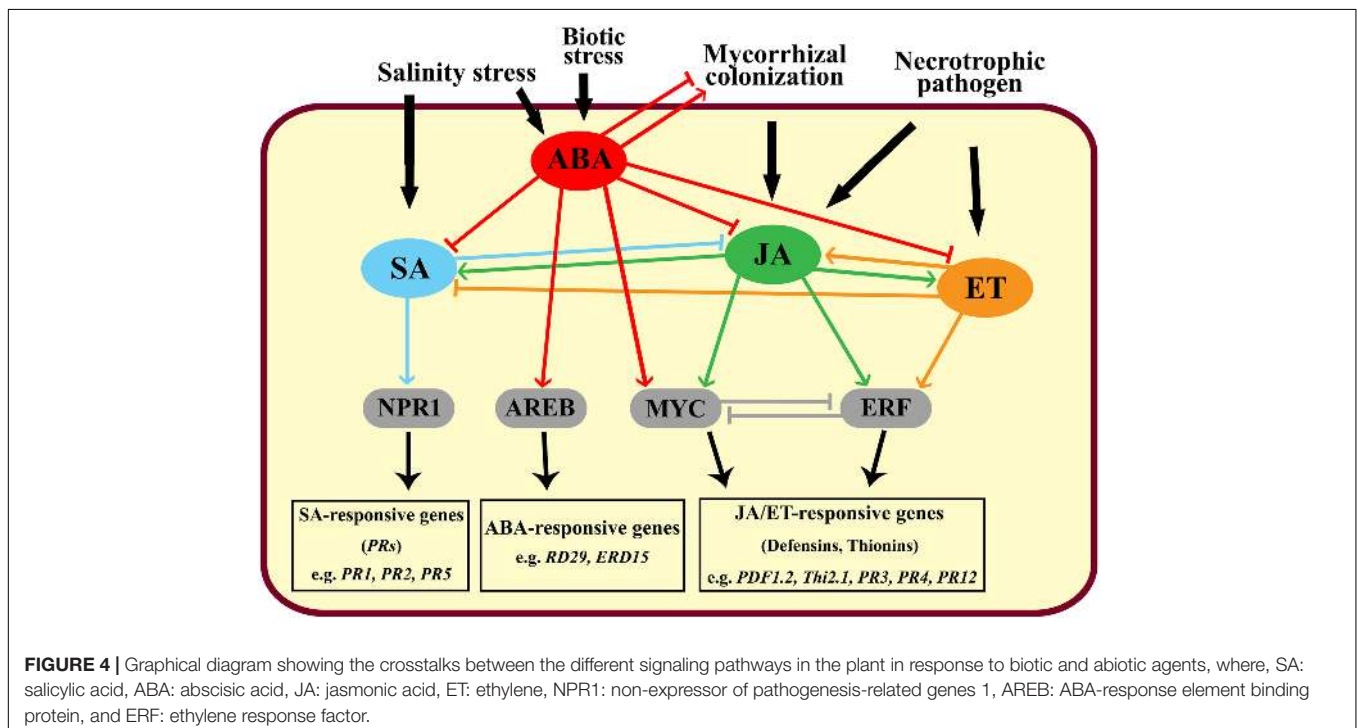 Salinity stress
Biotic
stress
Mycorrhizal
colonization
Necrotrophic
pathogen
ABA
SA
JA
ET
NPR1
AREB
MYC
ERF
SA-responsive genes
(PRs)
e.g. PR1, PR2, PR5
ABA-responsive genes
e.g. RD29, ERD15
JA/ET-responsive genes
(Defensins, Thionins)
e.g. PDF1.2, Thi2.1, PR3, PR4, PR12
FIGURE 4 | Graphical diagram showing the crosstalks between the different signaling pathways in the plant in response to biotic and abiotic agents, where, SA:
salicylic acid, ABA: abscisic acid, JA: jasmonic acid, ET: ethylene, NPR1: non-expressor of pathogenesis-related genes 1, AREB: ABA-response element binding
protein, and ERF: ethylene response factor.